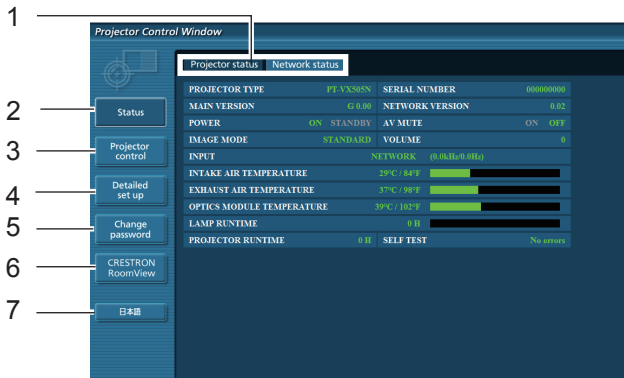 1
Projector Control Window
Projector status Network status
PROJECTOR TYPE PT-VX505N SERIAL NUMBER 000000000
MAIN VERSION G 0.00 NETWORK VERSION 0.02
2 Status
POWER ON STANDBY AV MUTE ON OFF
IMAGE MODE STANDARD VOLUME 0
3 Projector control
INPUT NETWORK (0.0kHz/0.0Hz)
INTAKE AIR TEMPERATURE 29°C / 84°F
4 Detailed set up
EXHAUST AIR TEMPERATURE 37°C / 98°F
OPTICS MODULE TEMPERATURE 39°C / 102°F
5 Change password
LAMP RUNTIME 0 H
PROJECTOR RUNTIME 0 H SELF TEST No errors
6 CRESTRON RoomView
7 日本語